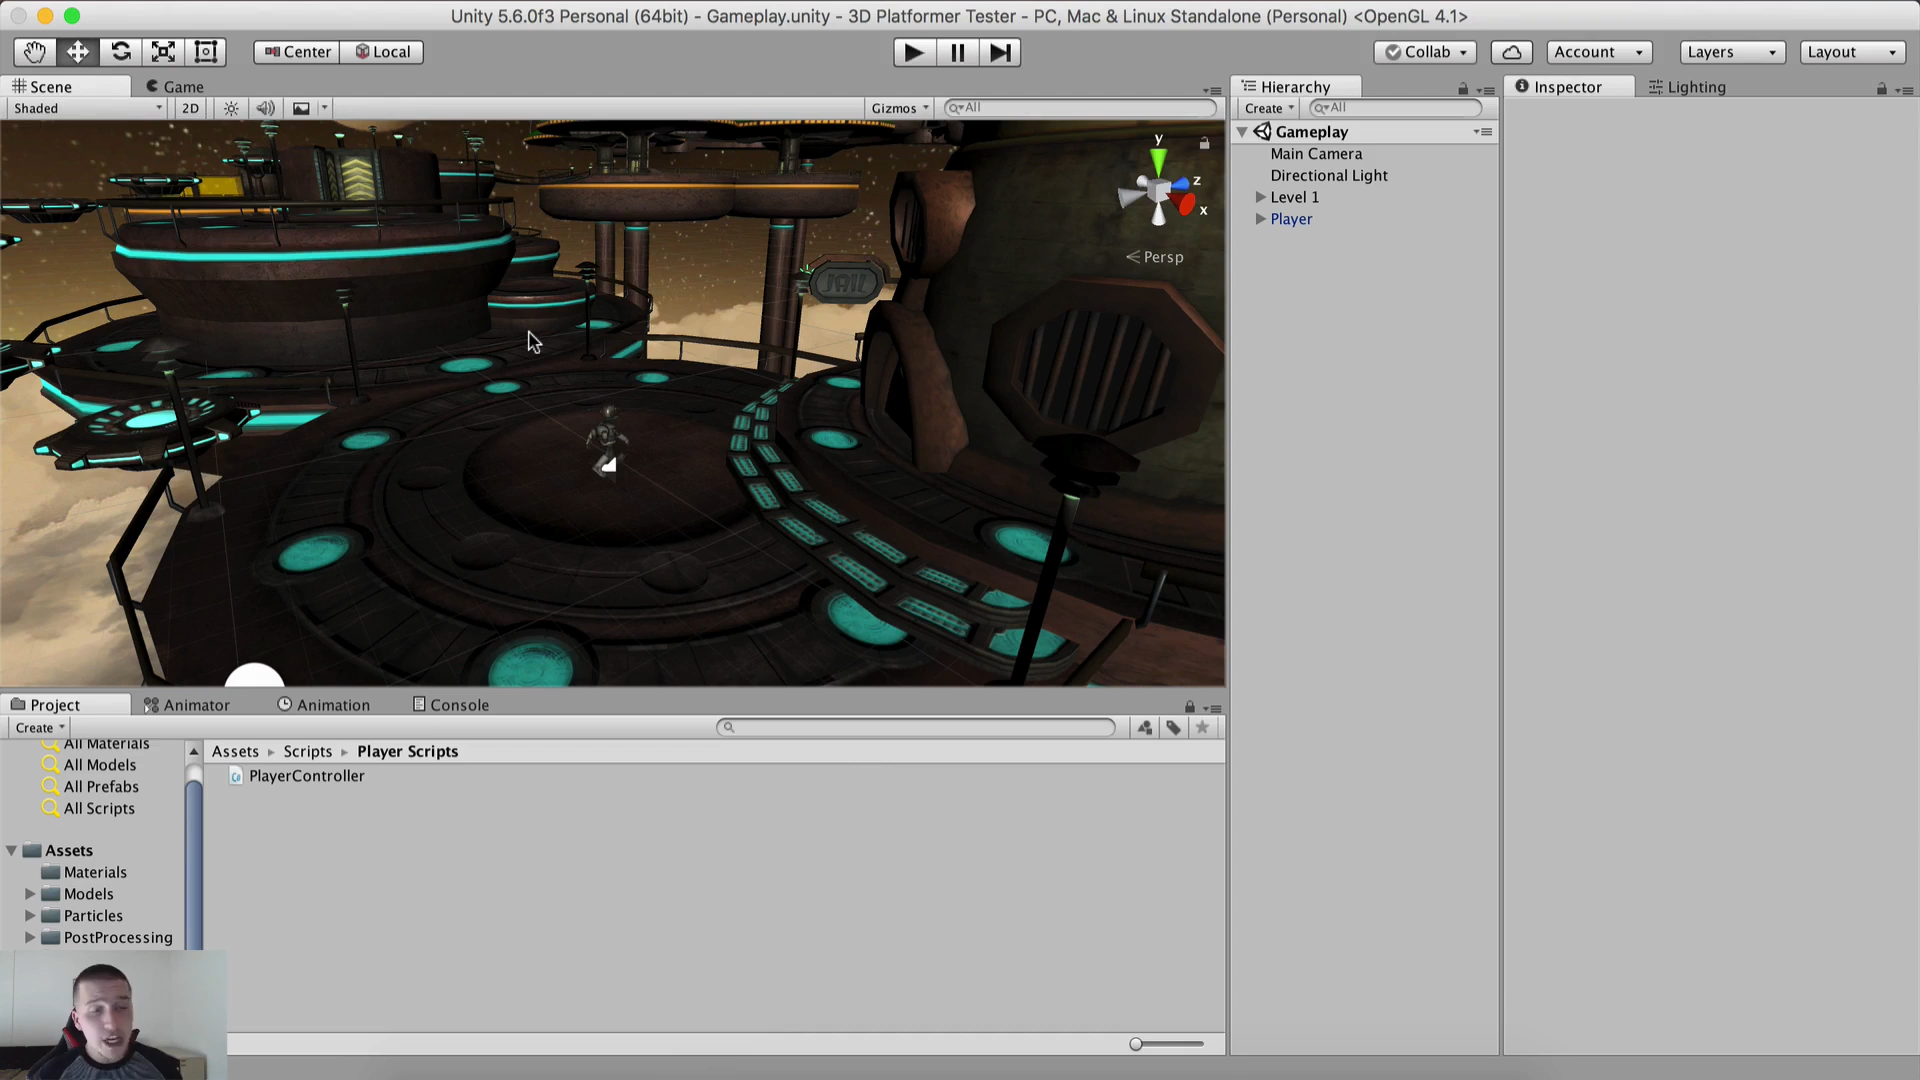 Unity 5.6.0f3 Personal (64bit) - Gameplay.unity - 3D Platformer Tester - PC, Mac & Linux Standalone (Personal) <OpenGL 4.1>
Center Local Collab Account Layers Layout
Scene Game Hierarchy Inspector Lighting
Shaded 2D Gizmos All Create All
Gameplay
Main Camera
Directional Light
Level 1
Player
y
z
x
Persp
JAIL
Project Animator Animation Console
Create
All Materials
All Models
All Prefabs
All Scripts
Assets
Materials
Models
Particles
PostProcessing
Assets Scripts Player Scripts
PlayerController